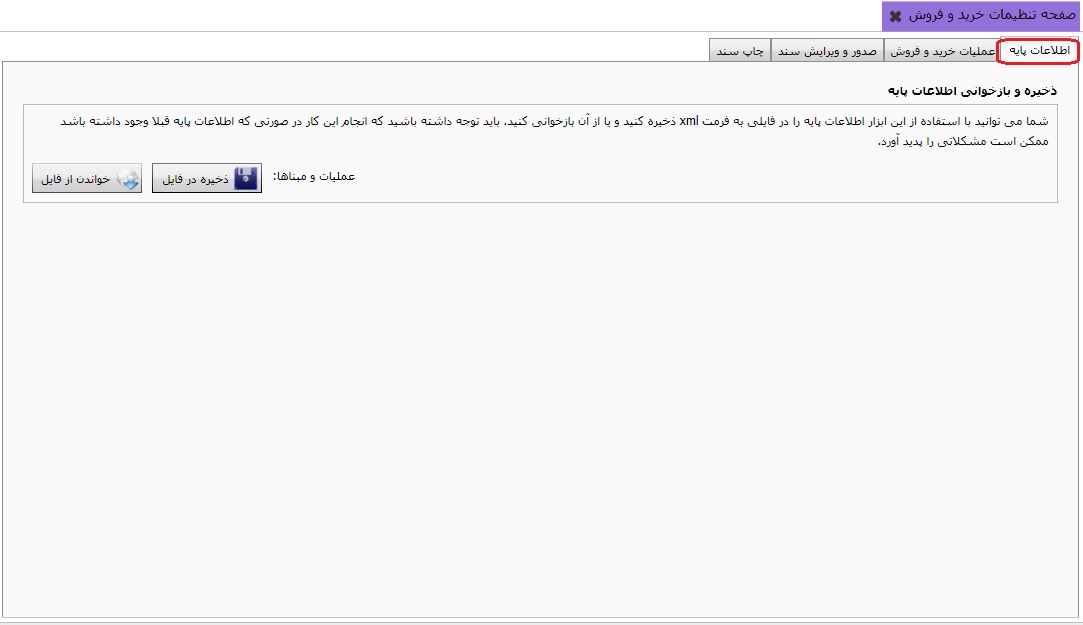 صفحه تنظیمات خرید و فروش
اطلاعات پایه
عملیات خرید و فروش
صدور و ویرایش سند
چاپ سند
ذخیره و بازخوانی اطلاعات پایه
شما می توانید با استفاده از این ابزار اطلاعات پایه را در فایلی به فرمت xml ذخیره کنید و یا از آن بازخوانی کنید. باید توجه داشته باشید که انجام این کار در صورتی که اطلاعات پایه قبلا وجود داشته باشد
ممکن است مشکلاتی را پدید آورد.
عملیات و مبناها:
ذخیره در فایل
خواندن از فایل